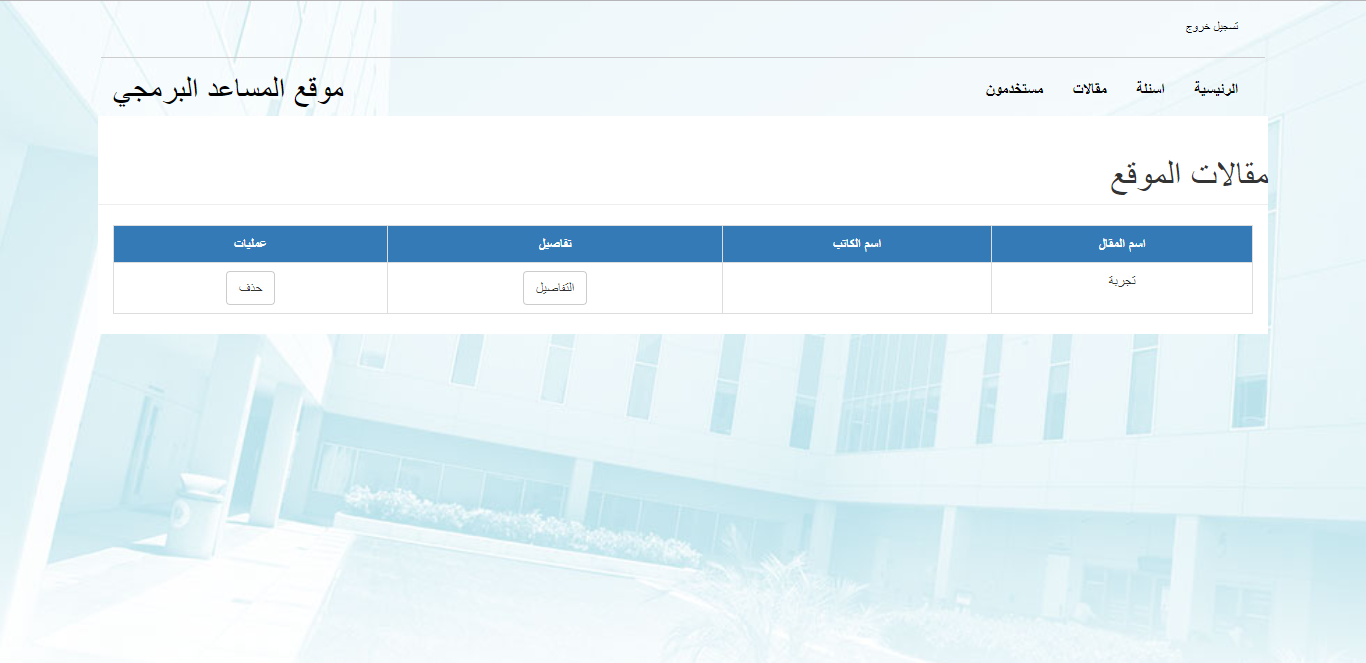 تسجيل خروج
الرئيسية اسئلة مقالات مستخدمون
موقع المساعد البرمجي
مقالات الموقع
اسم المقال اسم الكاتب تفاصيل عمليات
تجربة التفاصيل حذف